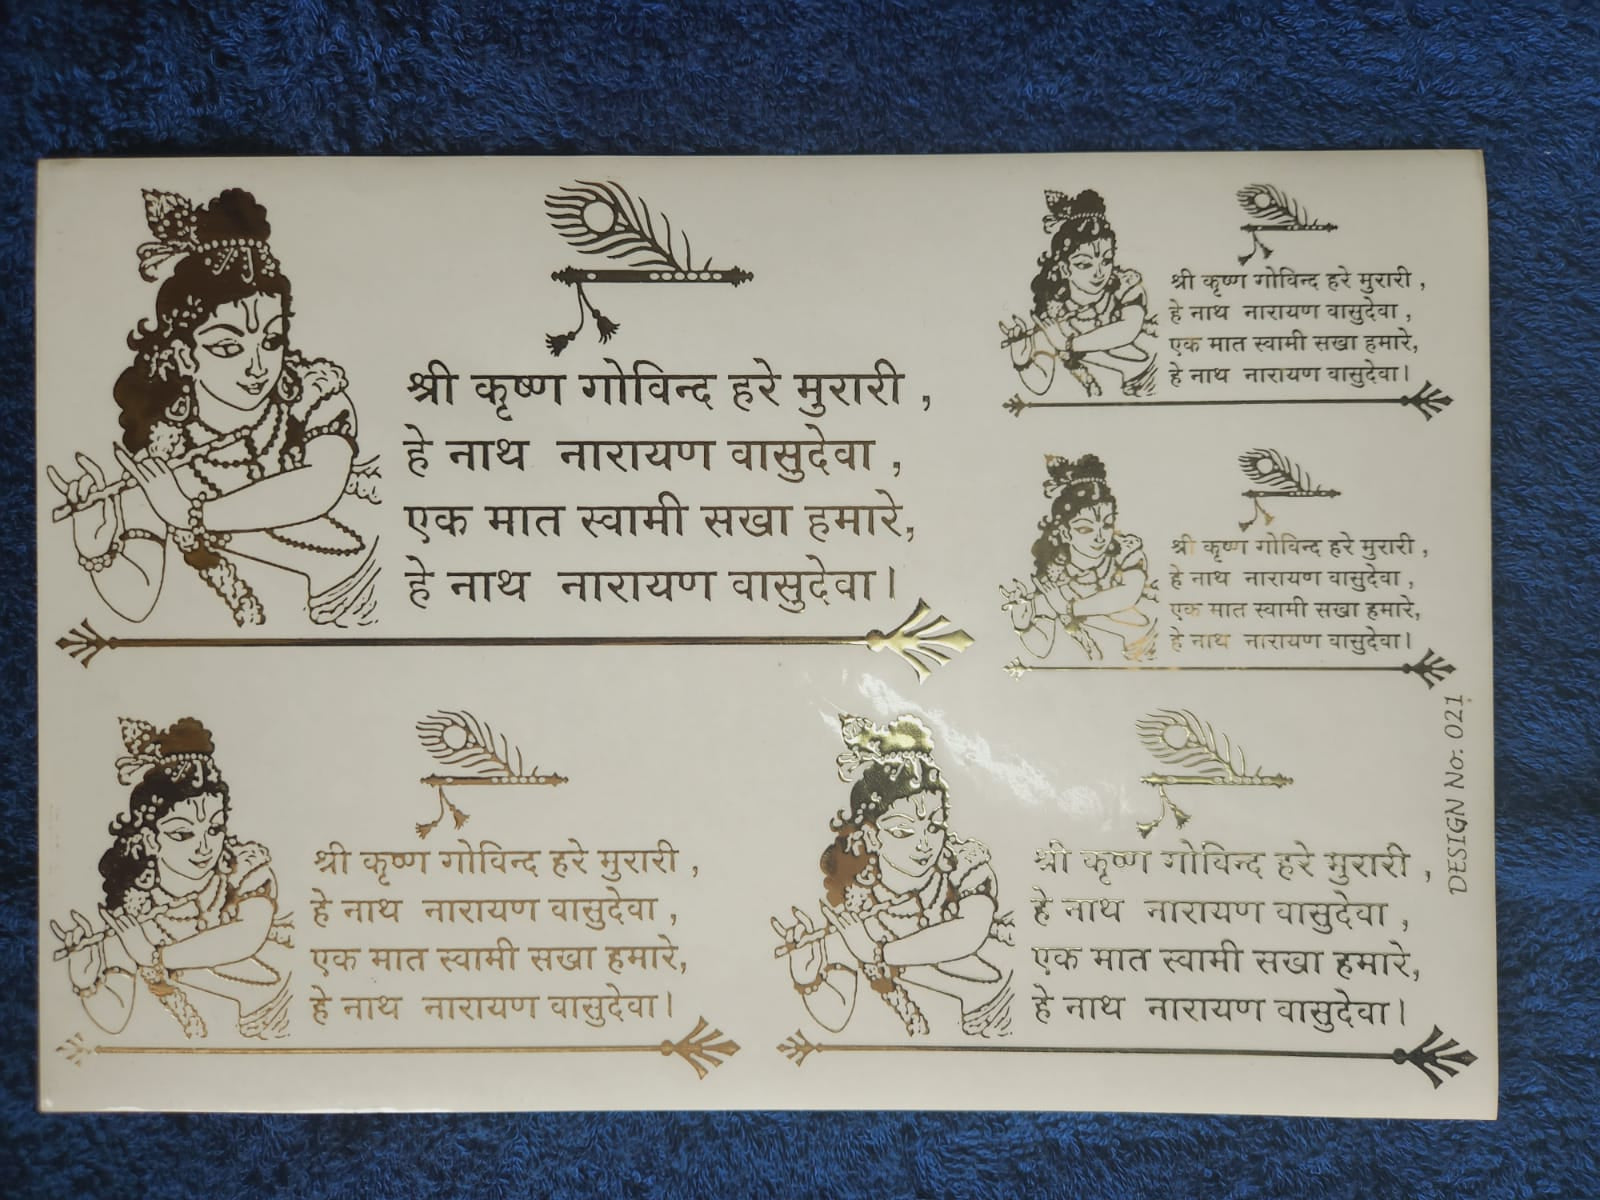 श्री कृष्ण गोविन्द हरे मुरारी ,
हे नाथ नारायण वासुदेवा ,
एक मात स्वामी सखा हमारे,
हे नाथ नारायण वासुदेवा।
श्री कृष्ण गोविन्द हरे मुरारी ,
हे नाथ नारायण वासुदेवा ,
एक मात स्वामी सखा हमारे,
हे नाथ नारायण वासुदेवा।
श्री कृष्ण गोविन्द हरे मुरारी ,
हे नाथ नारायण वासुदेवा ,
एक मात स्वामी सखा हमारे,
हे नाथ नारायण वासुदेवा।
श्री कृष्ण गोविन्द हरे मुरारी ,
हे नाथ नारायण वासुदेवा ,
एक मात स्वामी सखा हमारे,
हे नाथ नारायण वासुदेवा।
श्री कृष्ण गोविन्द हरे मुरारी ,
हे नाथ नारायण वासुदेवा ,
एक मात स्वामी सखा हमारे,
हे नाथ नारायण वासुदेवा।
DESIGN No: 021